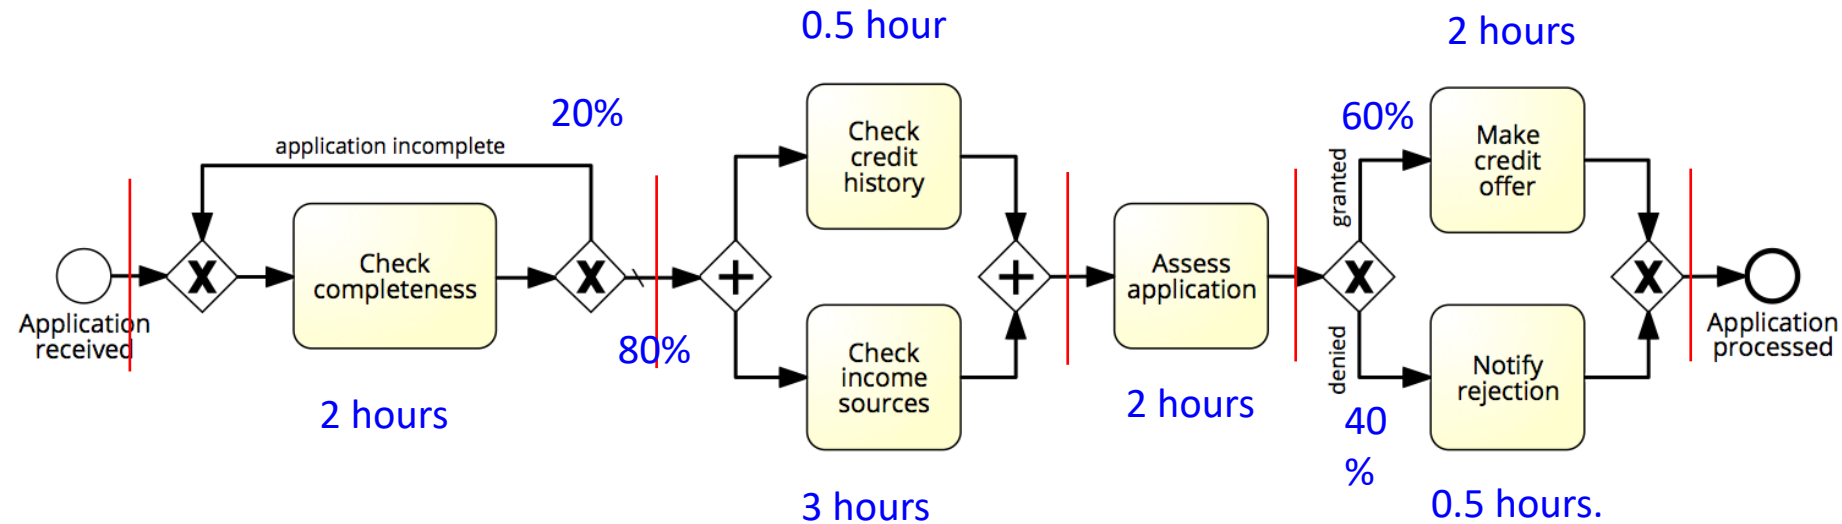 0.5 hour
2 hours
20%
60%
application incomplete
Check
credit
history
Make
credit
offer
granted
X
Check
completeness
X
+
+
Assess
application
X
X
Application
received
Application
processed
80%
Check
income
sources
denied
Notify
rejection
2 hours
2 hours
40
%
3 hours
0.5 hours.